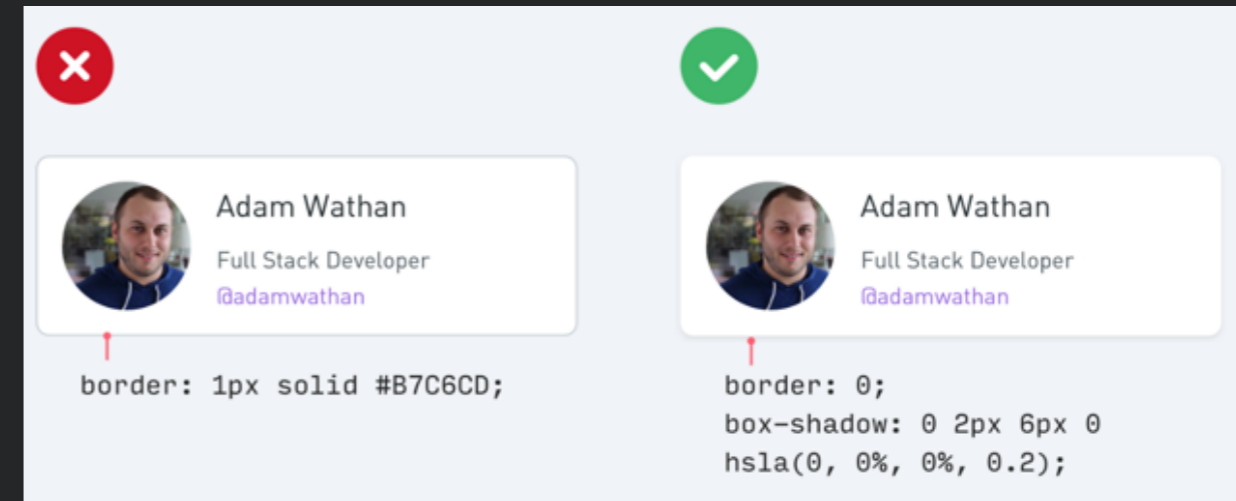 Adam Wathan
Full Stack Developer
@adamwathan
border: 1px solid #B7C6CD;
Adam Wathan
Full Stack Developer
@adamwathan
border: 0;
box-shadow: 0 2px 6px 0
hsla(0, 0%, 0%, 0.2);